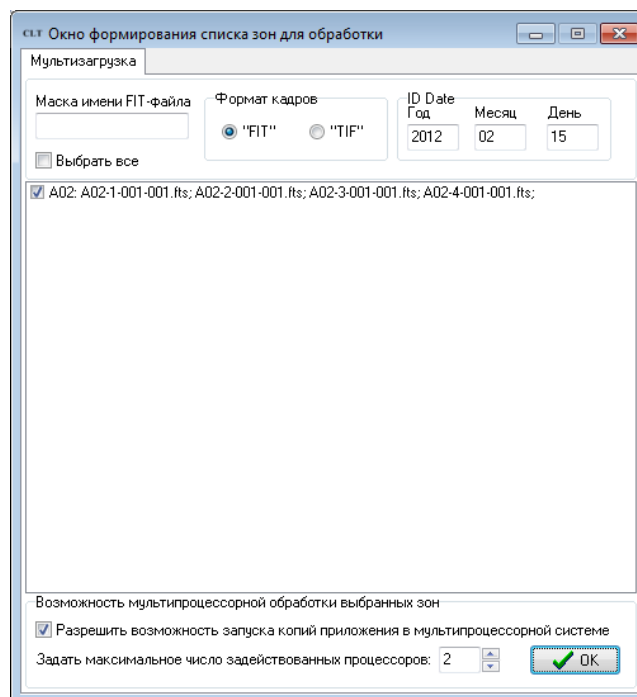 CLT Окно формирования списка зон для обработки
Мультизагрузка
Маска имени FIT-файла
Формат кадров
"FIT" "TIF"
ID Date
Год Месяц День
2012 02 15
Выбрать все
A02: A02-1-001-001.fts; A02-2-001-001.fts; A02-3-001-001.fts; A02-4-001-001.fts;
Возможность мультипроцессорной обработки выбранных зон
Разрешить возможность запуска копий приложения в мультипроцессорной системе
Задать максимальное число задействованных процессоров: 2 OK